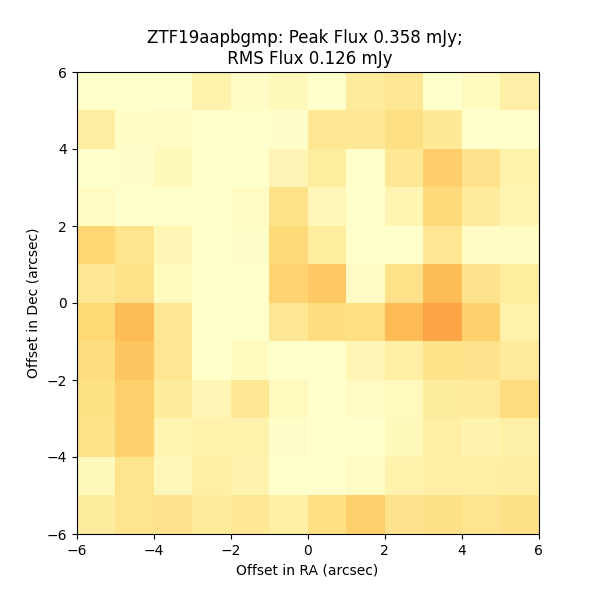 ZTF19aapbgmp: Peak Flux 0.358 mJy;
RMS Flux 0.126 mJy
6
4
2
0
−2
−4
−6
Offset in Dec (arcsec)
−6 −4 −2 0 2 4 6
Offset in RA (arcsec)